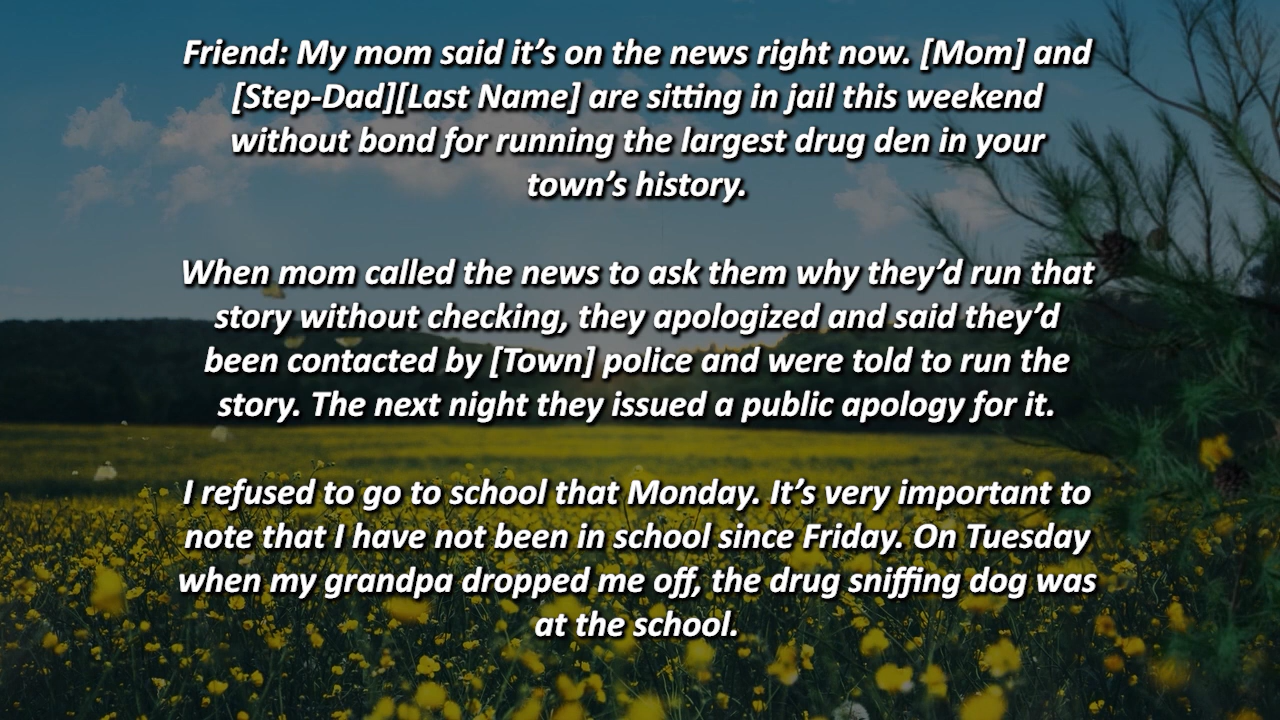 Friend: My mom said it’s on the news right now. [Mom] and
[Step-Dad][Last Name] are sitting in jail this weekend
without bond for running the largest drug den in your
town’s history.
When mom called the news to ask them why they’d run that
story without checking, they apologized and said they’d
been contacted by [Town] police and were told to run the
story. The next night they issued a public apology for it.
I refused to go to school that Monday. It’s very important to
note that I have not been in school since Friday. On Tuesday
when my grandpa dropped me off, the drug sniffing dog was
at the school.